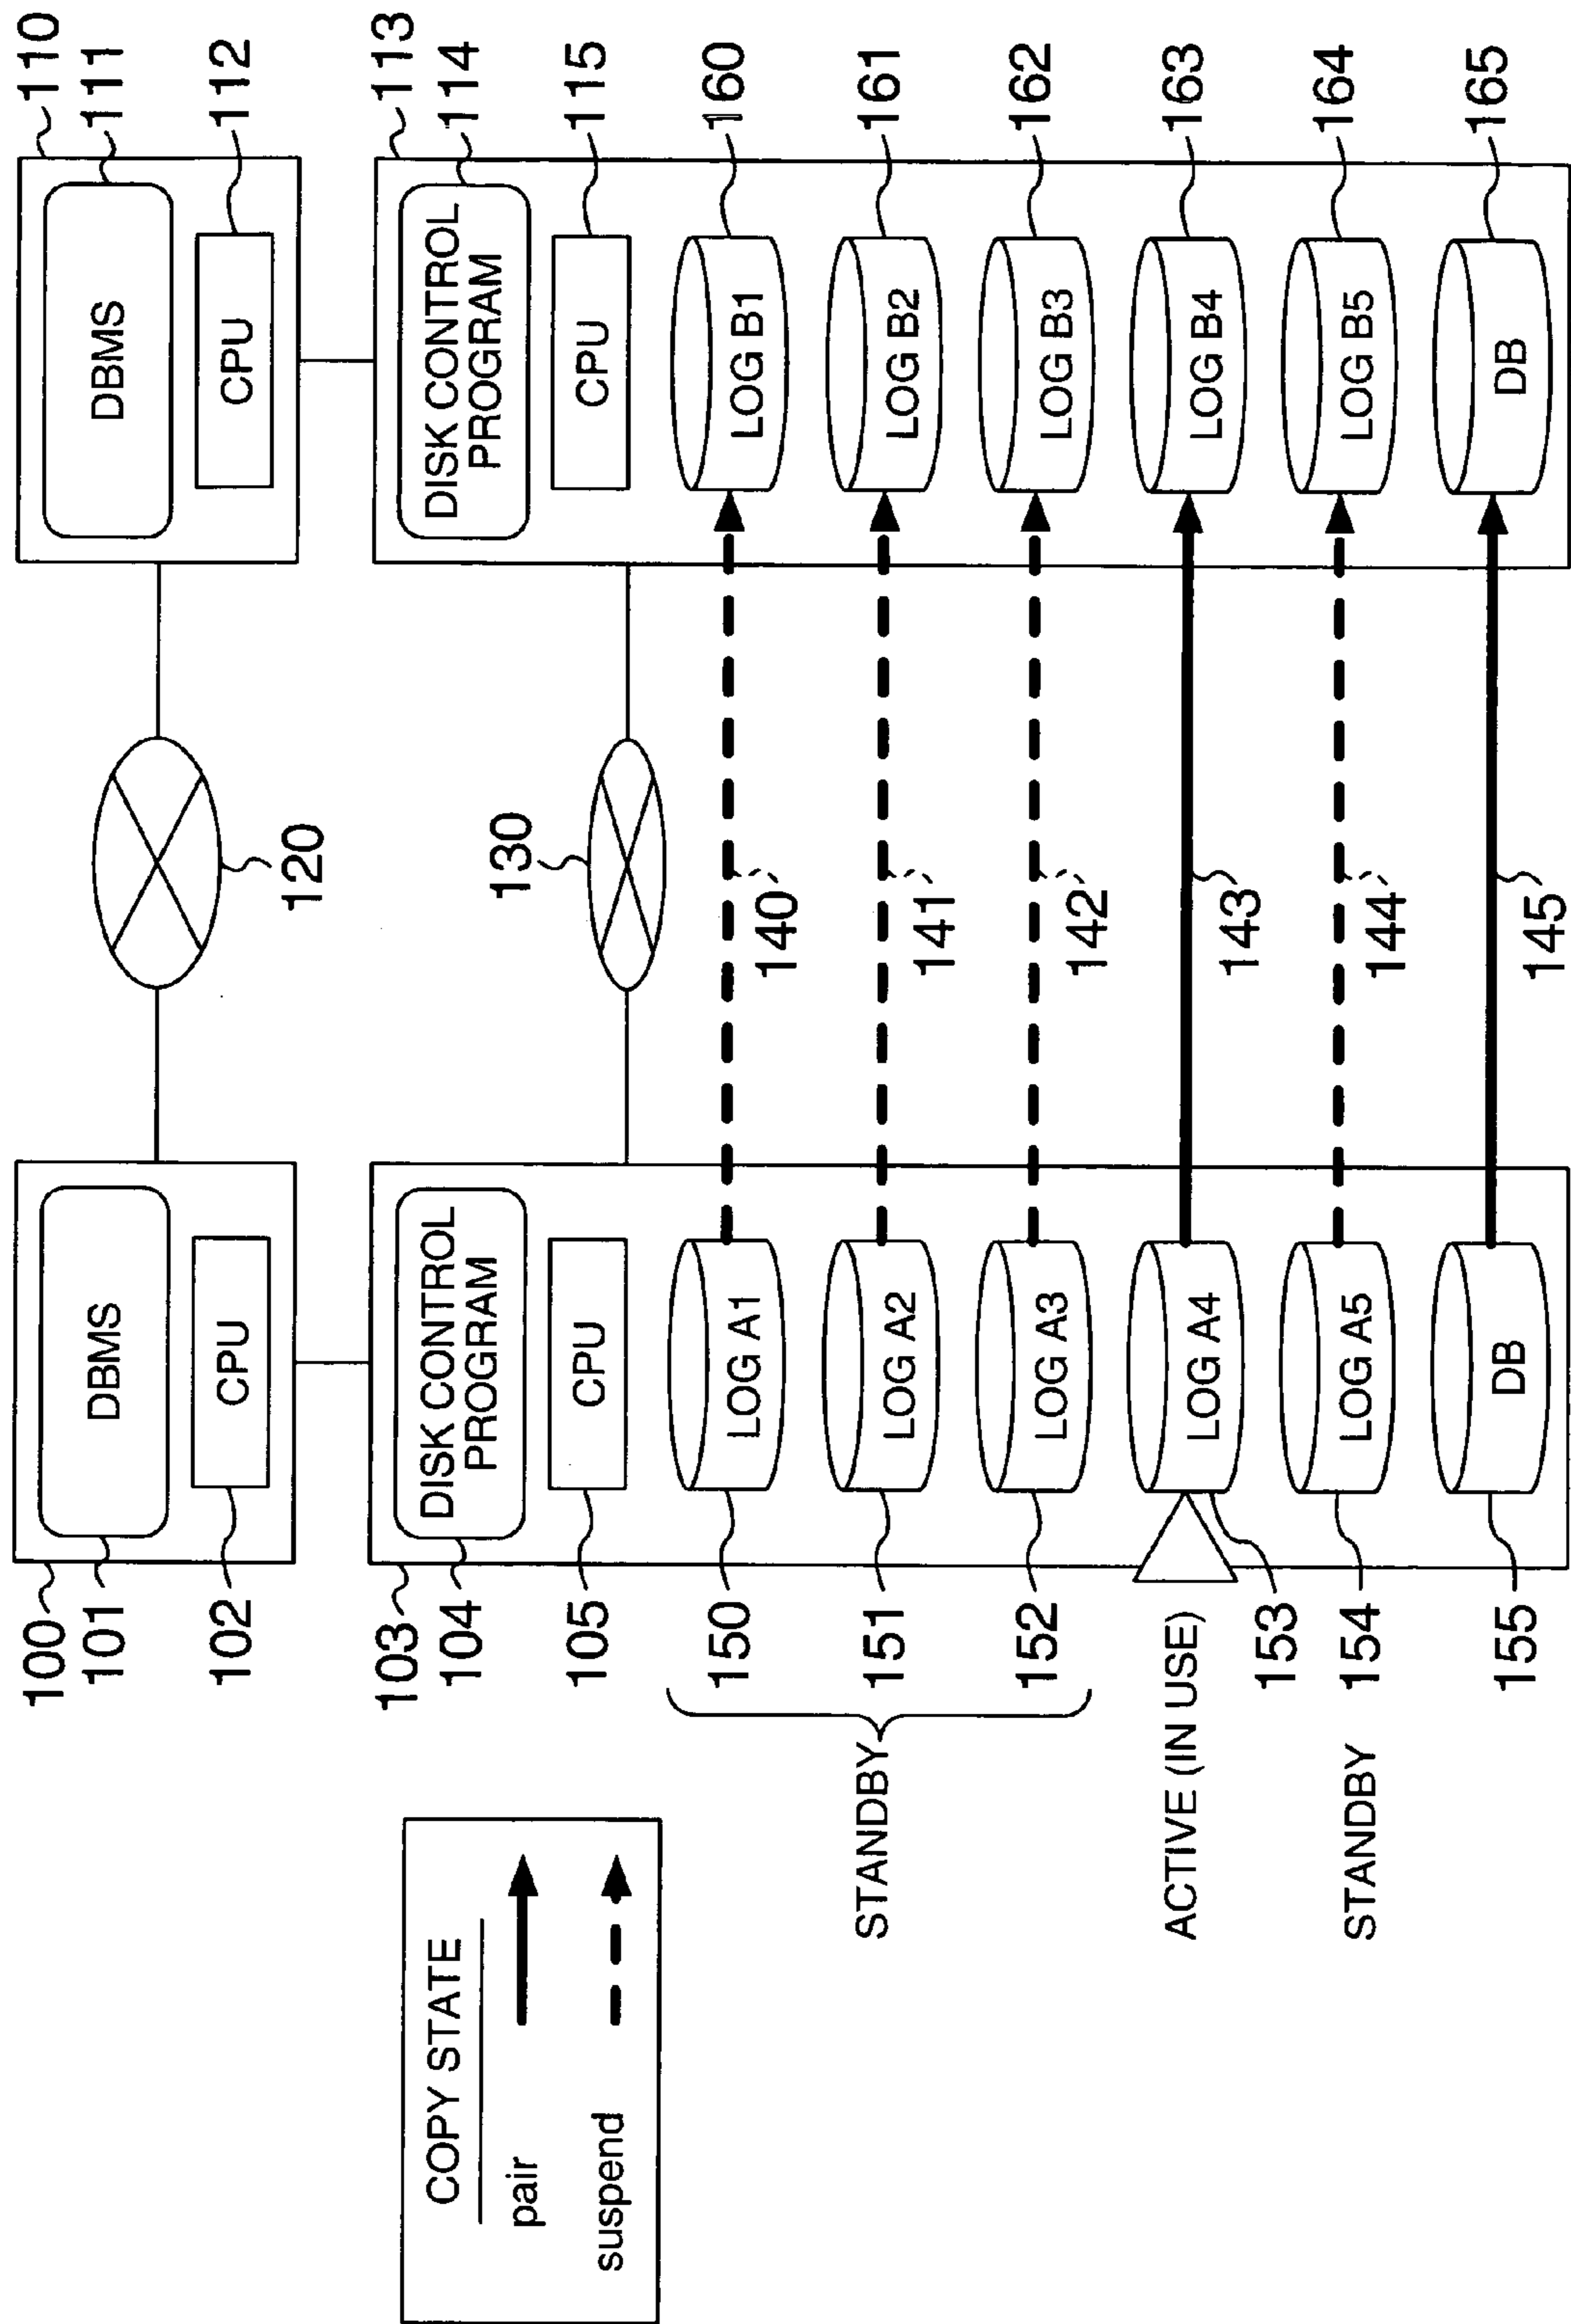 COPY STATE
pair
suspend
100
101
102
DBMS
CPU
103
104
105
DISK CONTROL
PROGRAM
CPU
STANDBY
150
LOG A1
151
LOG A2
152
LOG A3
ACTIVE (IN USE)
153
LOG A4
STANDBY
154
LOG A5
155
DB
120
130
140
141
142
143
144
145
DBMS
CPU
110
111
112
DISK CONTROL
PROGRAM
CPU
113
114
115
LOG B1
160
LOG B2
161
LOG B3
162
LOG B4
163
LOG B5
164
DB
165